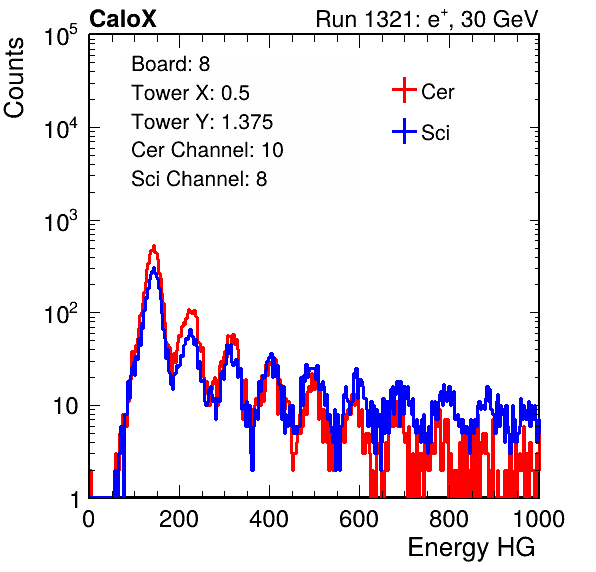 CaloX Run 1321: e⁺, 30 GeV
Counts
Board: 8
Tower X: 0.5
Tower Y: 1.375
Cer Channel: 10
Sci Channel: 8
Cer
Sci
10⁵
10⁴
10³
10²
10
1
0 200 400 600 800 1000
Energy HG